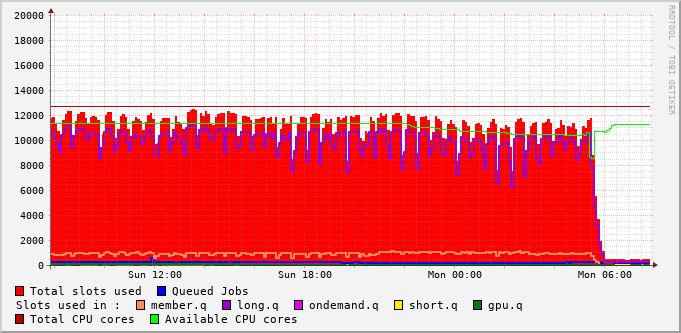 20000
18000
16000
14000
12000
10000
8000
6000
4000
2000
0
Sun 12:00 Sun 18:00 Mon 00:00 Mon 06:00
RRDTOOL / TOBI OETIKER
Total slots used Queued Jobs
Slots used in : member.q long.q ondemand.q short.q gpu.q
Total CPU cores Available CPU cores